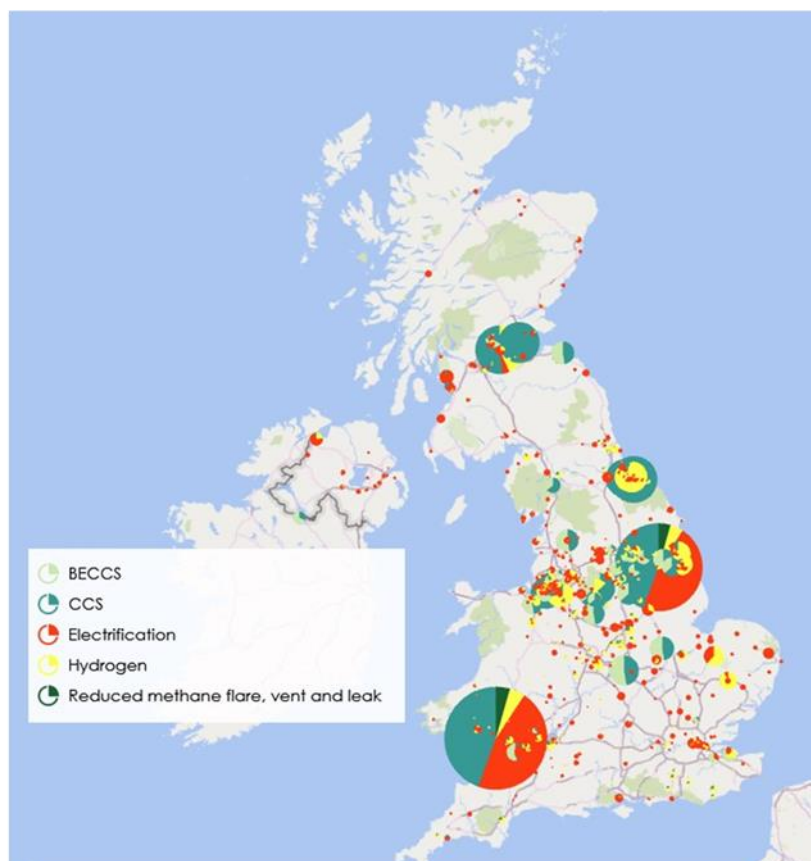 BECCS
CCS
Electrification
Hydrogen
Reduced methane flare, vent and leak